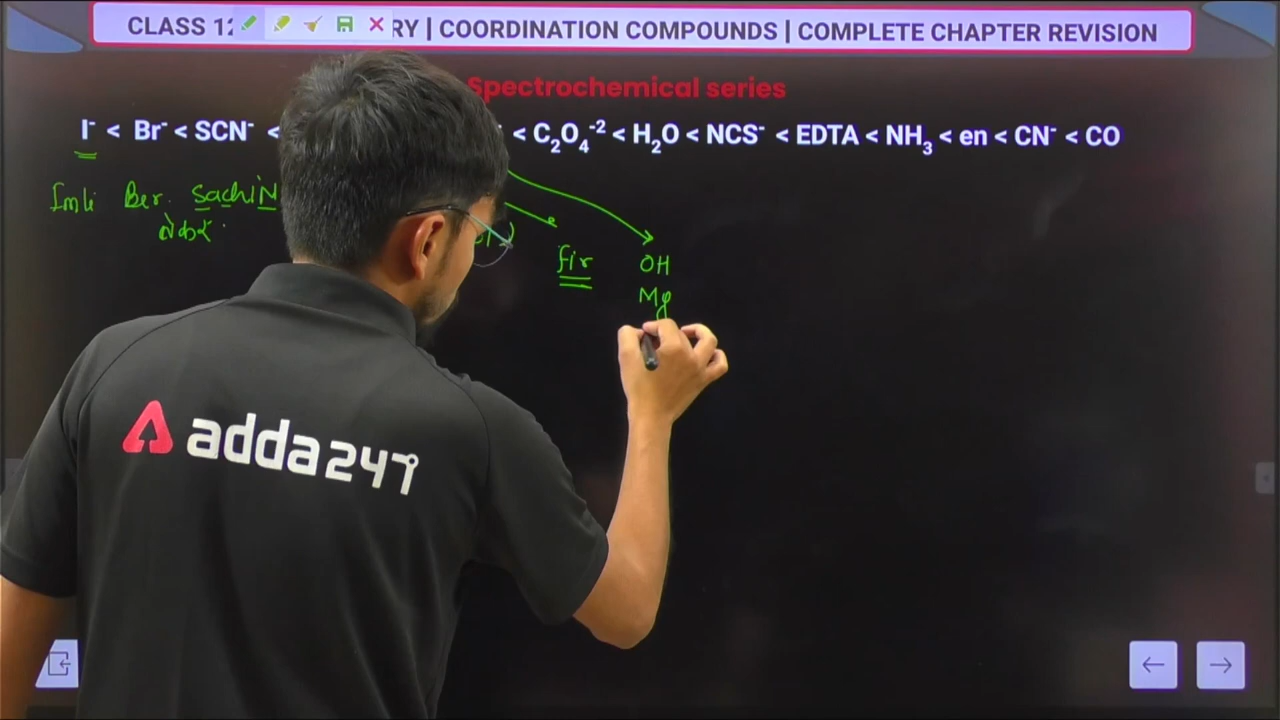 CLASS 12 RY | COORDINATION COMPOUNDS | COMPLETE CHAPTER REVISION
Spectrochemical series
I⁻ < Br⁻ < SCN⁻ < < C₂O₄⁻² < H₂O < NCS⁻ < EDTA < NH₃ < en < CN⁻ < CO
Imli Ber. SachiN
fir OH
Mg
adda247